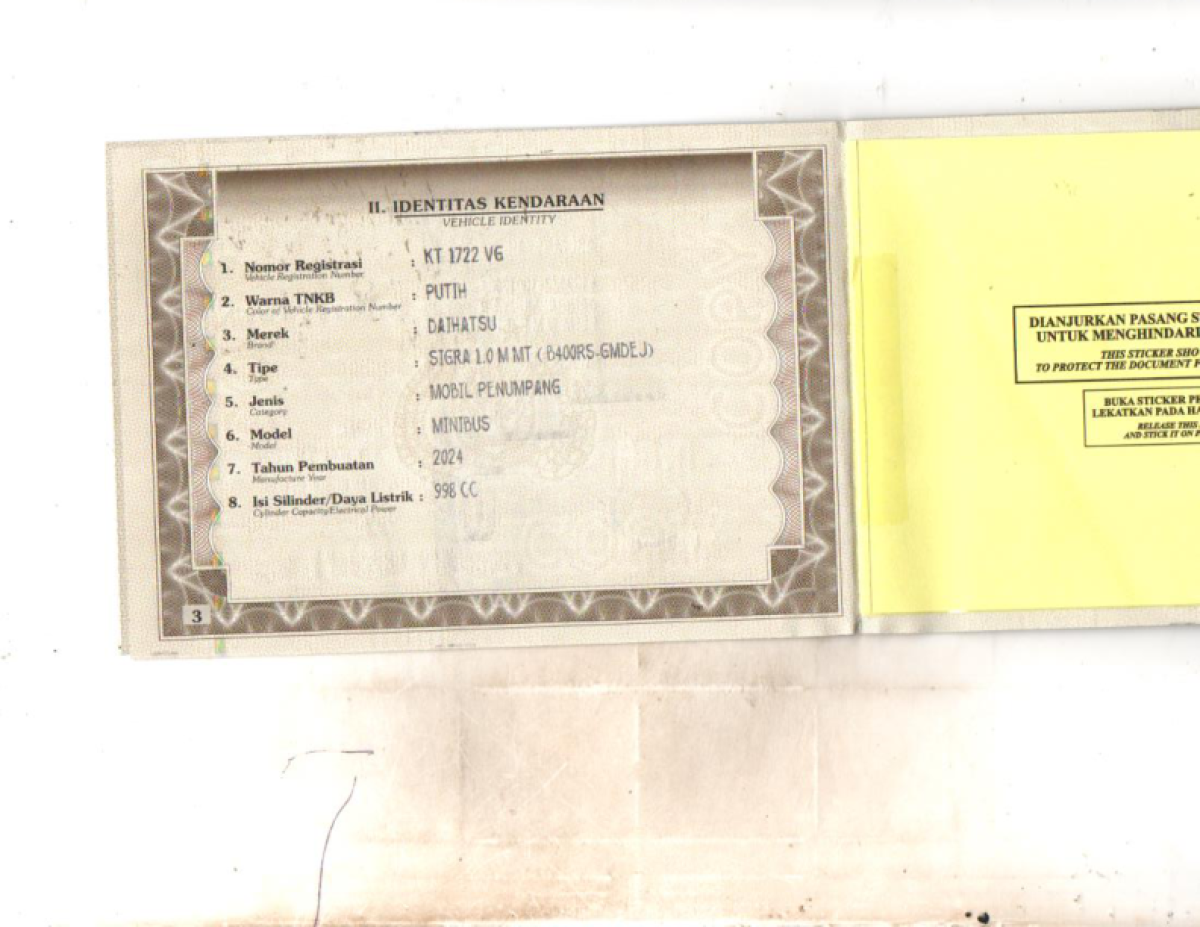 II. IDENTITAS KENDARAAN
VEHICLE IDENTITY
1. Nomor Registrasi : KT 1722 VG
Vehicle Registration Number
2. Warna TNKB : PUTIH
Color of Vehicle Registration Number
3. Merek : DAIHATSU
Brand
4. Tipe : SIGRA 1.0 M MT ( B400RS-GMDEJ)
Type
5. Jenis : MOBIL PENUMPANG
Category
6. Model : MINIBUS
Model
7. Tahun Pembuatan : 2024
Manufacture Year
8. Isi Silinder/Daya Listrik : 998 CC
Cylinder Capacity/Electrical Power
3
DIANJURKAN PASANG
UNTUK MENGHINDARI
THIS STICKER
TO PROTECT THE DOCUMENT
BUKA STICKER
LEKATKAN PADA
RELEASE THIS
AND STICK IT ON